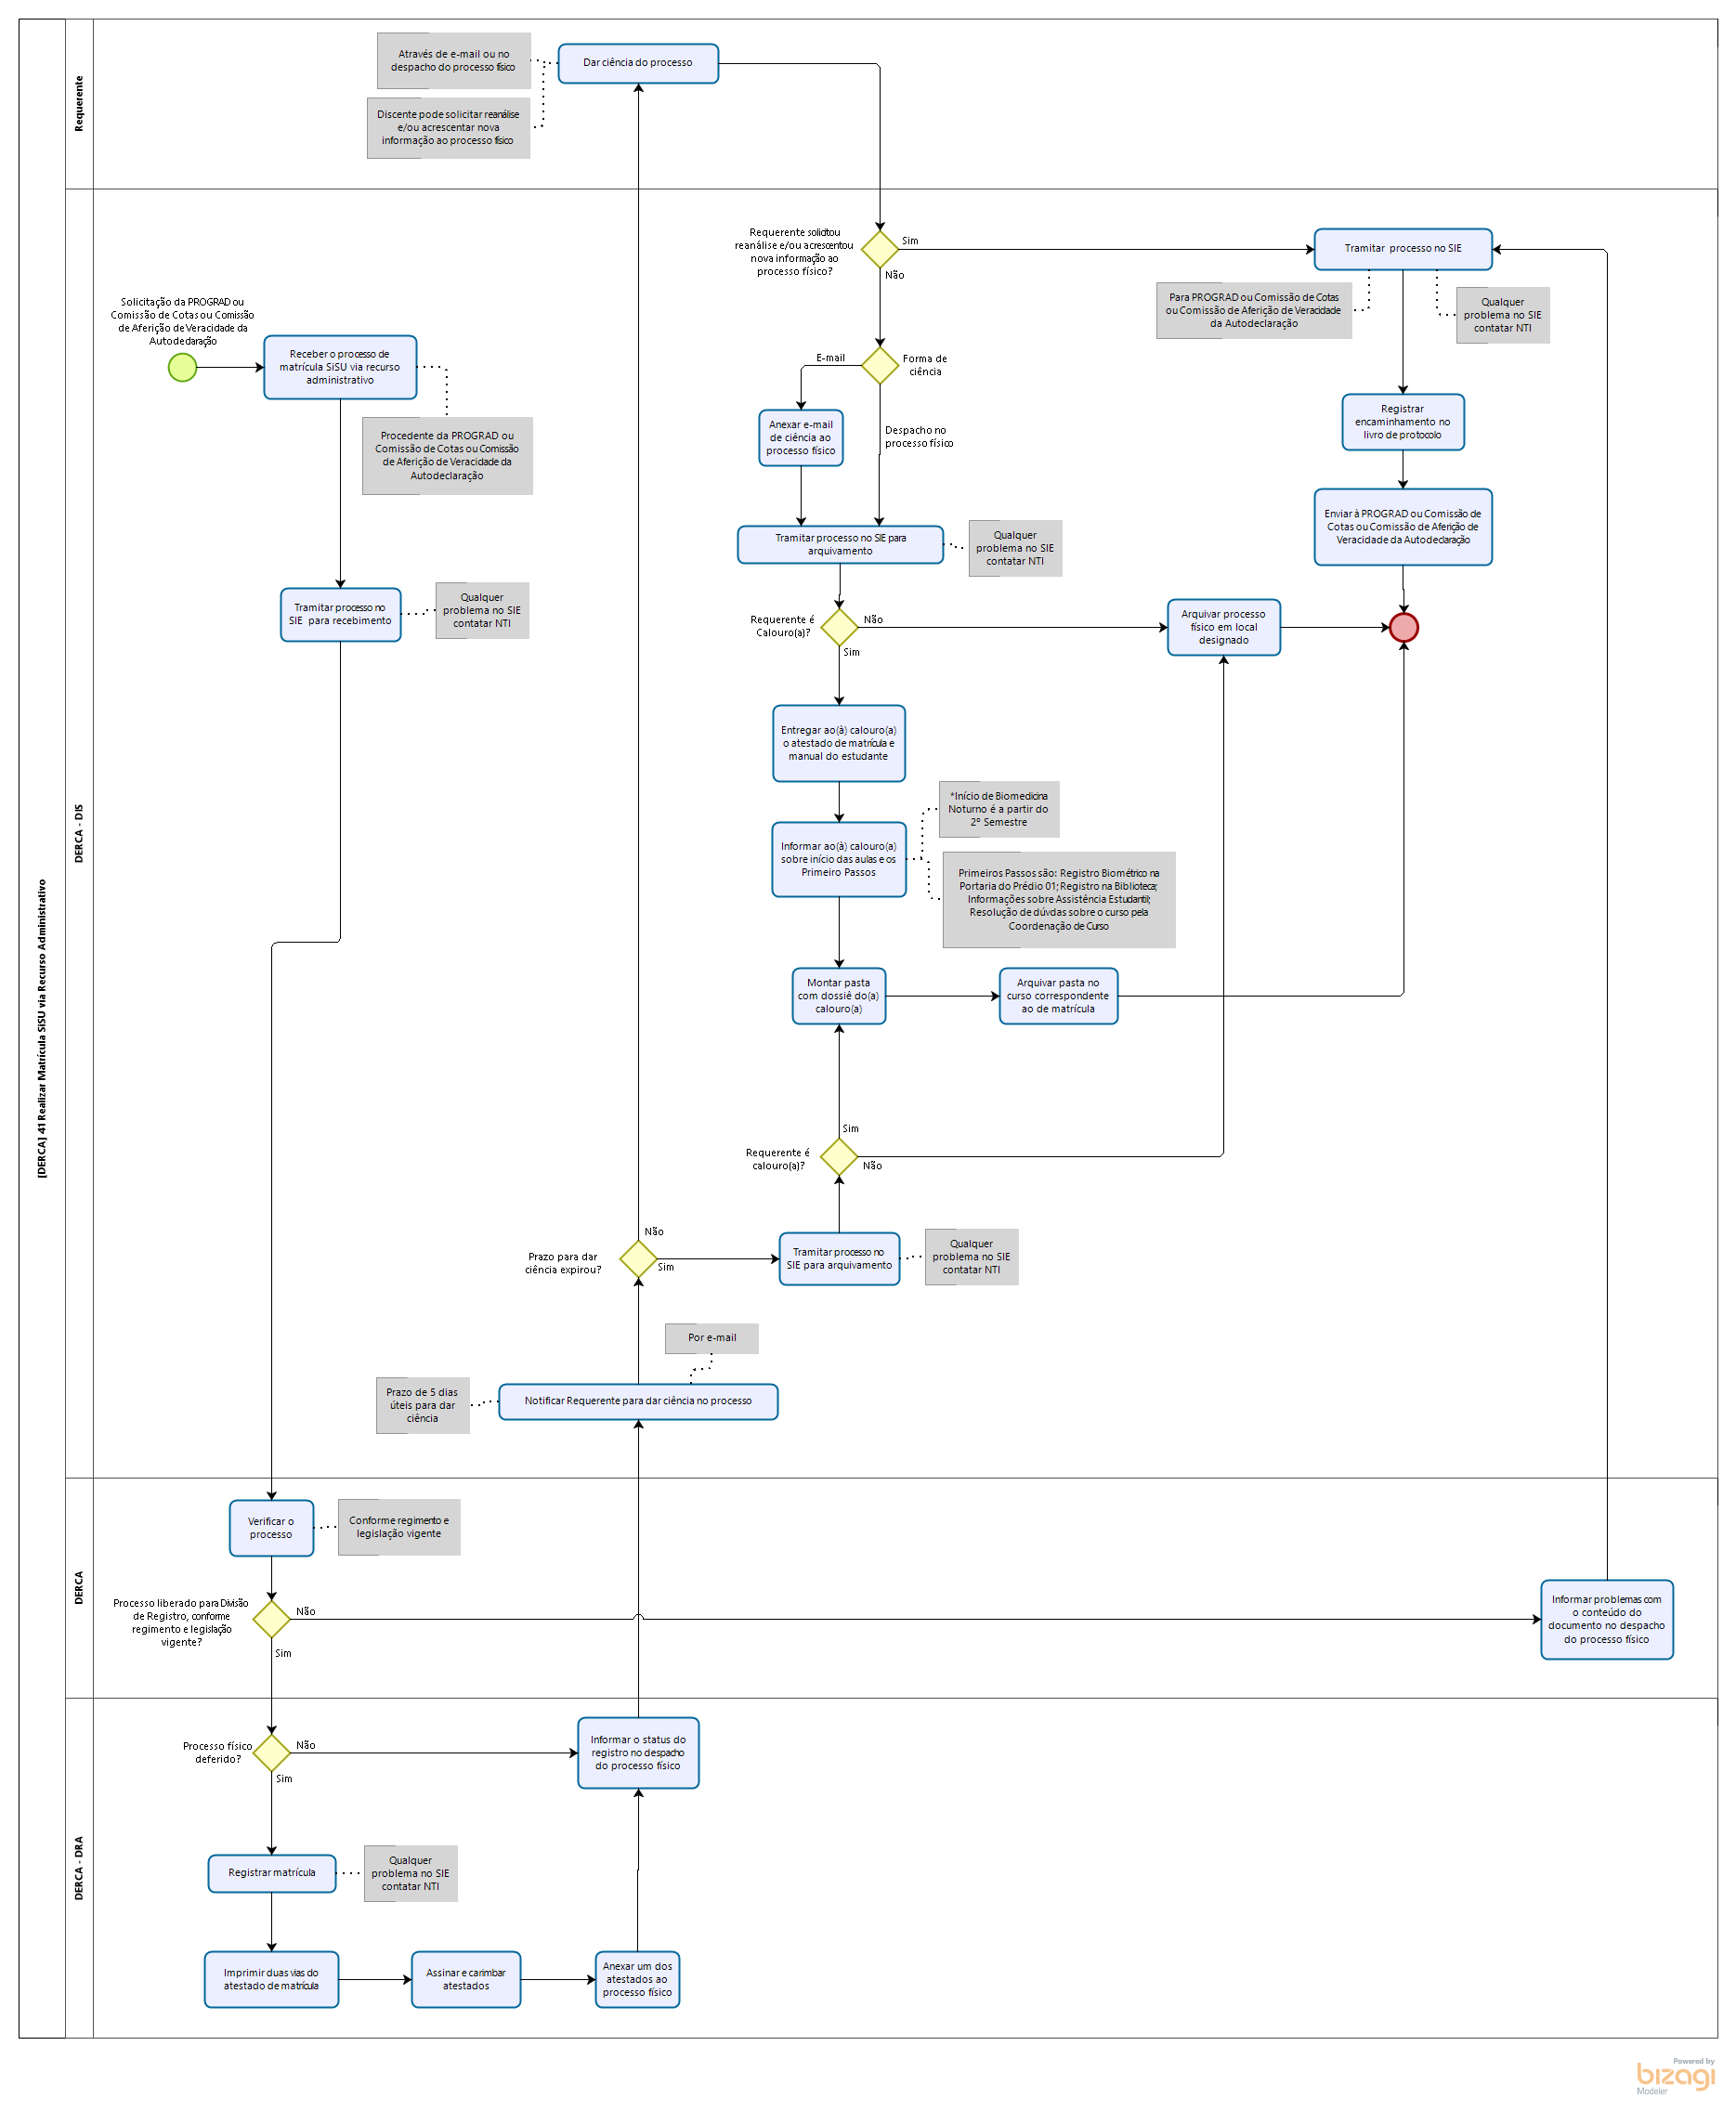 [DERCA] 41 Realizar Matrícula SiSU via Recurso Administrativo
Requerente
Através de e-mail ou no
despacho do processo físico
Dar ciência do processo
Discente pode solicitar reanálise
e/ou acrescentar nova
informação ao processo físico
DERCA - DIS
Requerente solicitou
reanálise e/ou acrescentou
nova informação ao
processo físico?
Sim
Não
Tramitar processo no SIE
Para PROGRAD ou Comissão de Cotas
ou Comissão de Aferição de Veracidade
da Autodeclaração
Qualquer
problema no SIE
contatar NTI
Solicitação da PROGRAD ou
Comissão de Cotas ou Comissão
de Aferição de Veracidade da
Autodeclaração
Receber o processo de
matrícula SiSU via recurso
administrativo
Procedente da PROGRAD ou
Comissão de Cotas ou Comissão
de Aferição de Veracidade da
Autodeclaração
E-mail
Forma de
ciência
Anexar e-mail
de ciência ao
processo físico
Despacho no
processo físico
Registrar
encaminhamento no
livro de protocolo
Enviar à PROGRAD ou Comissão de
Cotas ou Comissão de Aferição de
Veracidade da Autodeclaração
Tramitar processo no SIE para
arquivamento
Qualquer
problema no SIE
contatar NTI
Tramitar processo no
SIE para recebimento
Qualquer
problema no SIE
contatar NTI
Requerente é
Calouro(a)?
Não
Sim
Arquivar processo
físico em local
designado
Entregar ao(à) calouro(a)
o atestado de matrícula e
manual do estudante
*Início de Biomedicina
Noturno é a partir do
2º Semestre
Informar ao(à) calouro(a)
sobre início das aulas e os
Primeiro Passos
Primeiros Passos são: Registro Biométrico na
Portaria do Prédio 01; Registro na Biblioteca;
Informações sobre Assistência Estudantil;
Resolução de dúvdas sobre o curso pela
Coordenação de Curso
Montar pasta
com dossiê do(a)
calouro(a)
Arquivar pasta no
curso correspondente
ao de matrícula
Sim
Requerente é
calouro(a)?
Não
Não
Prazo para dar
ciência expirou?
Sim
Tramitar processo no
SIE para arquivamento
Qualquer
problema no SIE
contatar NTI
Por e-mail
Prazo de 5 dias
úteis para dar
ciência
Notificar Requerente para dar ciência no processo
DERCA
Verificar o
processo
Conforme regimento e
legislação vigente
Processo liberado para Divisão
de Registro, conforme
regimento e legislação
vigente?
Não
Sim
Informar problemas com
o conteúdo do
documento no despacho
do processo físico
DERCA - DRA
Processo físico
deferido?
Não
Sim
Informar o status do
registro no despacho
do processo físico
Registrar matrícula
Qualquer
problema no SIE
contatar NTI
Imprimir duas vias do
atestado de matrícula
Assinar e carimbar
atestados
Anexar um dos
atestados ao
processo físico
Powered by
bizagi
Modeler